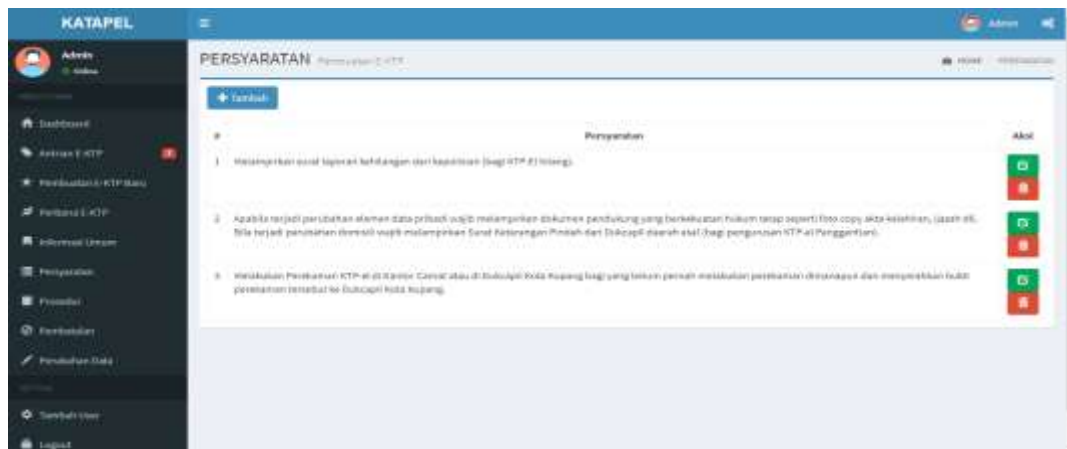 KATAPEL
Admin
Admin
Online
PERSYARATAN Pembuatan E-KTP
HOME
PERSYARATAN
Tambah
Dashboard
Antrian E-KTP
Pembuatan E-KTP Baru
Perbarui E-KTP
Informasi Umum
Persyaratan
Prosedur
Pembatalan
Perubahan Data
Tambah User
Logout
# Persyaratan Aksi
1 Melampirkan surat laporan kehilangan dari kepolisian (bagi KTP-El hilang).
2 Apabila terjadi perubahan elemen data pribadi wajib melampirkan dokumen pendukung yang berkekuatan hukum tetap seperti foto copy akta kelahiran, ijazah dll.
Bila terjadi perubahan domisili wajib melampirkan Surat Keterangan Pindah dari Dukcapil daerah asal (bagi pengurusan KTP-el Penggantian).
3 Melakukan Perekaman KTP-el di Kantor Camat atau di Dukcapil Kota Kupang bagi yang belum pernah melakukan perekaman dimanapun dan menyerahkan bukti
perekaman tersebut ke Dukcapil Kota Kupang.